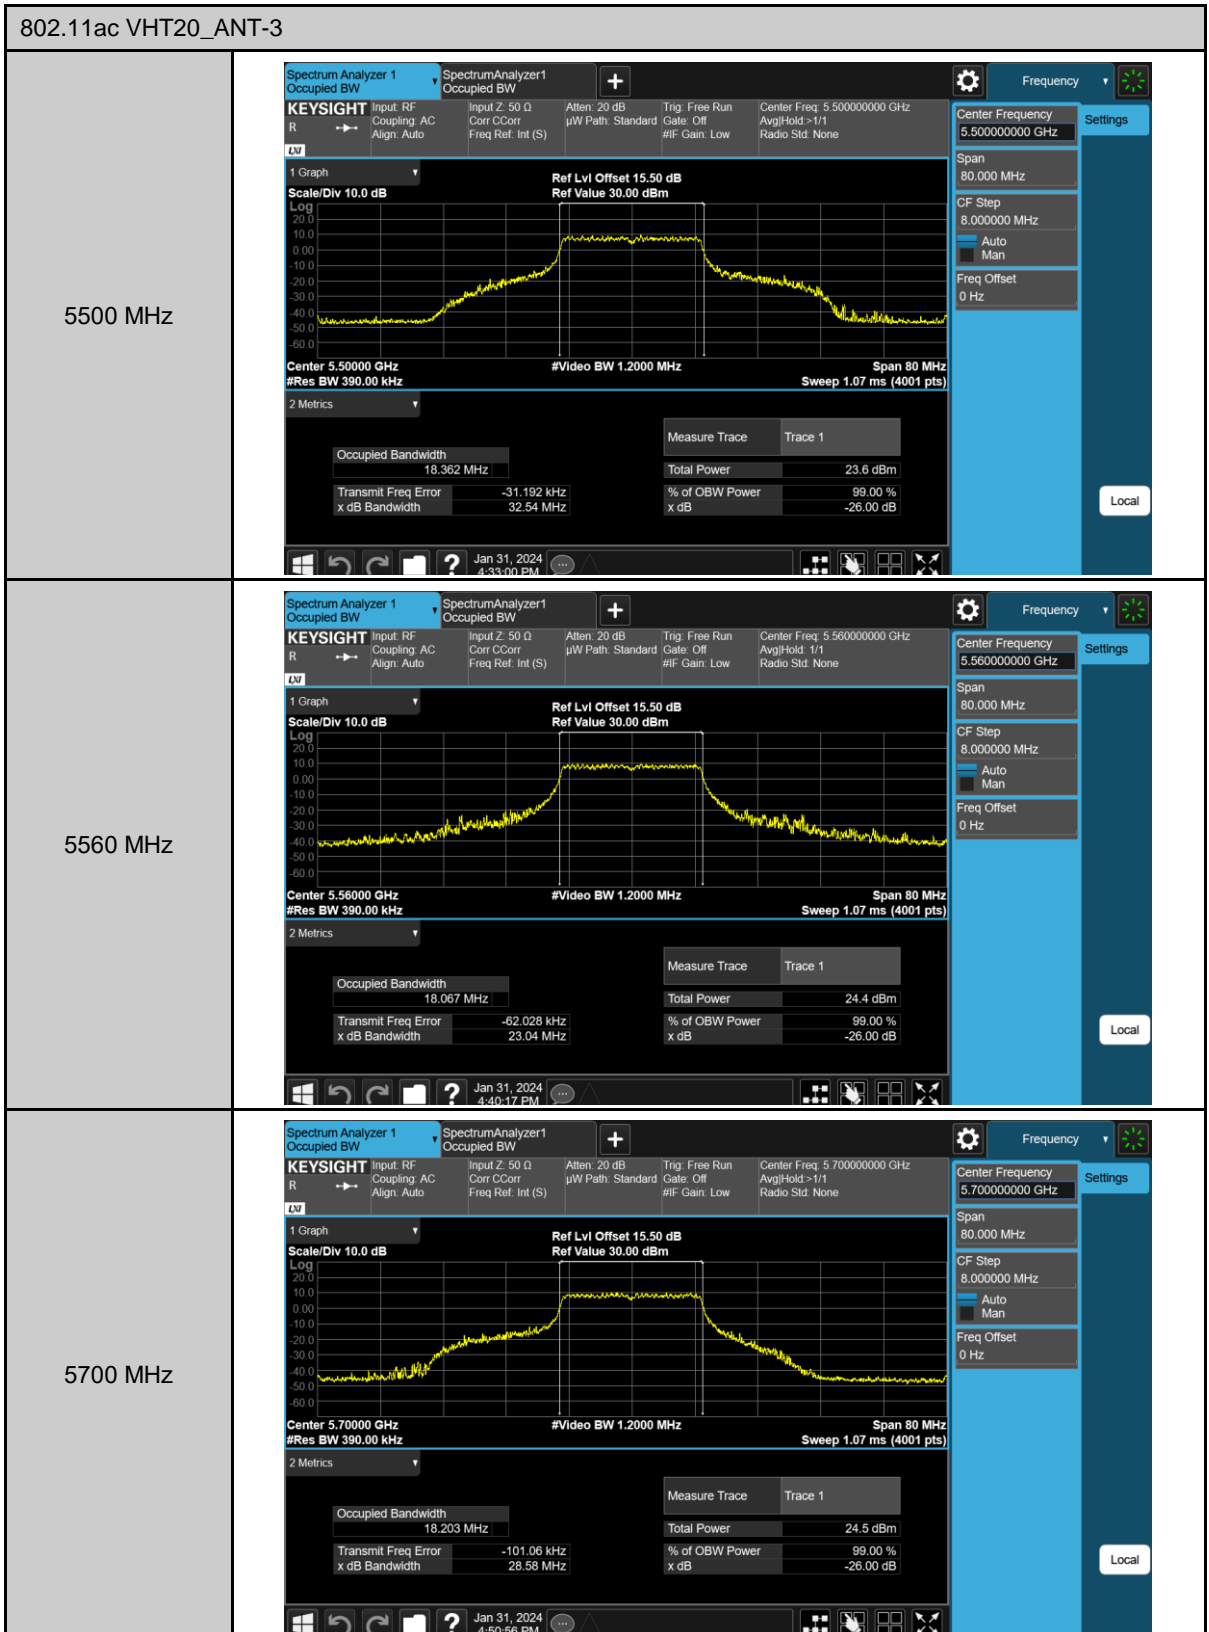 802.11ac VHT20_ANT-3
5500 MHz
Spectrum Analyzer 1
Occupied BW
SpectrumAnalyzer1
Occupied BW
Frequency
KEYSIGHT
R
LXI
Input: RF
Coupling: AC
Align: Auto
Input Z: 50 Ω
Corr CCorr
Freq Ref: Int (S)
Atten: 20 dB
µW Path: Standard
Trig: Free Run
Gate: Off
#IF Gain: Low
Center Freq: 5.500000000 GHz
Avg|Hold:>1/1
Radio Std: None
Center Frequency
5.500000000 GHz
Settings
Span
80.000 MHz
CF Step
8.000000 MHz
Auto
Man
Freq Offset
0 Hz
Local
1 Graph
Scale/Div 10.0 dB
Ref Lvl Offset 15.50 dB
Ref Value 30.00 dBm
Log
20.0
10.0
0.00
-10.0
-20.0
-30.0
-40.0
-50.0
-60.0
Center 5.50000 GHz
#Video BW 1.2000 MHz
Span 80 MHz
#Res BW 390.00 kHz
Sweep 1.07 ms (4001 pts)
2 Metrics
Measure Trace Trace 1
Occupied Bandwidth
18.362 MHz
Total Power 23.6 dBm
Transmit Freq Error -31.192 kHz
% of OBW Power 99.00 %
x dB Bandwidth 32.54 MHz
x dB -26.00 dB
Jan 31, 2024
4:33:00 PM
5560 MHz
Spectrum Analyzer 1
Occupied BW
SpectrumAnalyzer1
Occupied BW
Frequency
KEYSIGHT
R
LXI
Input: RF
Coupling: AC
Align: Auto
Input Z: 50 Ω
Corr CCorr
Freq Ref: Int (S)
Atten: 20 dB
µW Path: Standard
Trig: Free Run
Gate: Off
#IF Gain: Low
Center Freq: 5.560000000 GHz
Avg|Hold: 1/1
Radio Std: None
Center Frequency
5.560000000 GHz
Settings
Span
80.000 MHz
CF Step
8.000000 MHz
Auto
Man
Freq Offset
0 Hz
Local
1 Graph
Scale/Div 10.0 dB
Ref Lvl Offset 15.50 dB
Ref Value 30.00 dBm
Log
20.0
10.0
0.00
-10.0
-20.0
-30.0
-40.0
-50.0
-60.0
Center 5.56000 GHz
#Video BW 1.2000 MHz
Span 80 MHz
#Res BW 390.00 kHz
Sweep 1.07 ms (4001 pts)
2 Metrics
Measure Trace Trace 1
Occupied Bandwidth
18.067 MHz
Total Power 24.4 dBm
Transmit Freq Error -62.028 kHz
% of OBW Power 99.00 %
x dB Bandwidth 23.04 MHz
x dB -26.00 dB
Jan 31, 2024
4:40:17 PM
5700 MHz
Spectrum Analyzer 1
Occupied BW
SpectrumAnalyzer1
Occupied BW
Frequency
KEYSIGHT
R
LXI
Input: RF
Coupling: AC
Align: Auto
Input Z: 50 Ω
Corr CCorr
Freq Ref: Int (S)
Atten: 20 dB
µW Path: Standard
Trig: Free Run
Gate: Off
#IF Gain: Low
Center Freq: 5.700000000 GHz
Avg|Hold:>1/1
Radio Std: None
Center Frequency
5.700000000 GHz
Settings
Span
80.000 MHz
CF Step
8.000000 MHz
Auto
Man
Freq Offset
0 Hz
Local
1 Graph
Scale/Div 10.0 dB
Ref Lvl Offset 15.50 dB
Ref Value 30.00 dBm
Log
20.0
10.0
0.00
-10.0
-20.0
-30.0
-40.0
-50.0
-60.0
Center 5.70000 GHz
#Video BW 1.2000 MHz
Span 80 MHz
#Res BW 390.00 kHz
Sweep 1.07 ms (4001 pts)
2 Metrics
Measure Trace Trace 1
Occupied Bandwidth
18.203 MHz
Total Power 24.5 dBm
Transmit Freq Error -101.06 kHz
% of OBW Power 99.00 %
x dB Bandwidth 28.58 MHz
x dB -26.00 dB
Jan 31, 2024
4:50:56 PM